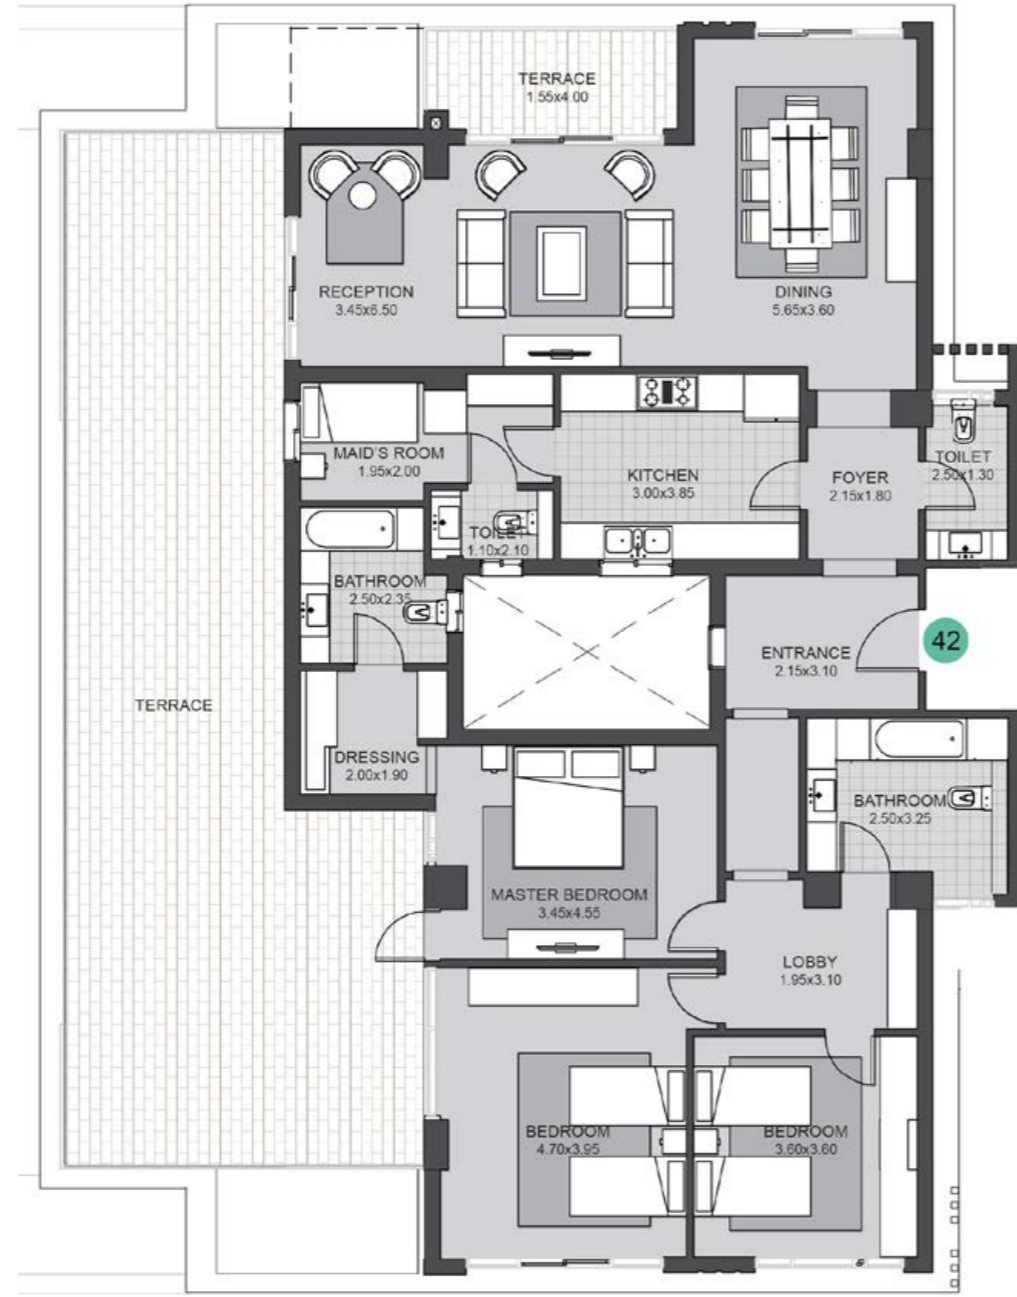 TERRACE
1.55x4.00
RECEPTION
3.45x6.50
DINING
5.65x3.60
MAID'S ROOM
1.95x2.00
KITCHEN
3.00x3.85
FOYER
2.15x1.80
TOILET
2.50x1.30
TOILET
1.10x2.10
BATHROOM
2.50x2.35
ENTRANCE
2.15x3.10
42
TERRACE
DRESSING
2.00x1.90
BATHROOM
2.50x3.25
MASTER BEDROOM
3.45x4.55
LOBBY
1.95x3.10
BEDROOM
4.70x3.95
BEDROOM
3.60x3.60